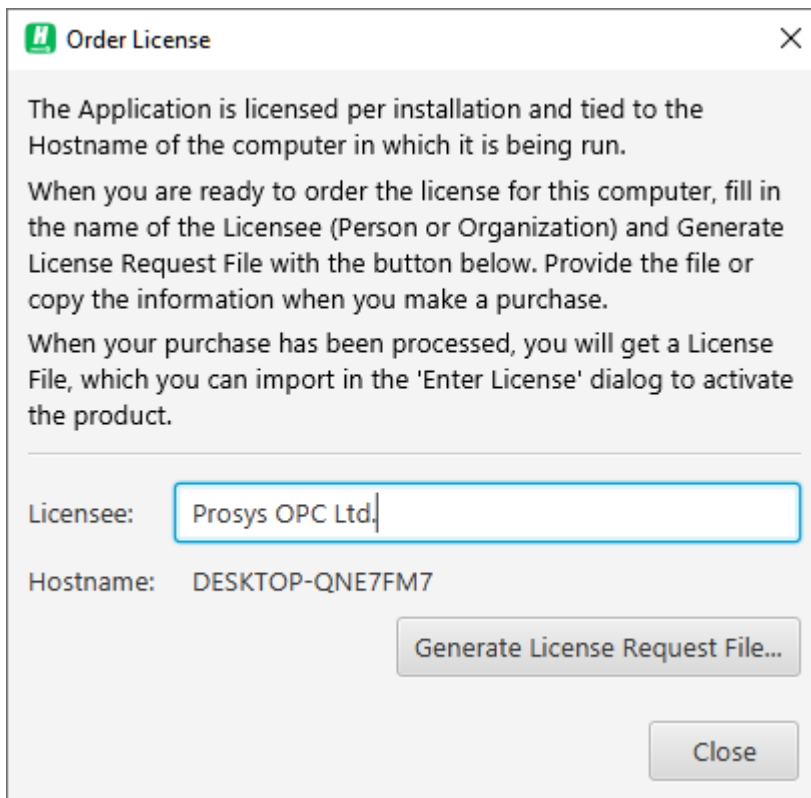 H
Order License
The Application is licensed per installation and tied to the
Hostname of the computer in which it is being run.
When you are ready to order the license for this computer, fill in
the name of the Licensee (Person or Organization) and Generate
License Request File with the button below. Provide the file or
copy the information when you make a purchase.
When your purchase has been processed, you will get a License
File, which you can import in the 'Enter License' dialog to activate
the product.
Licensee: Prosys OPC Ltd.
Hostname: DESKTOP-QNE7FM7
Generate License Request File...
Close